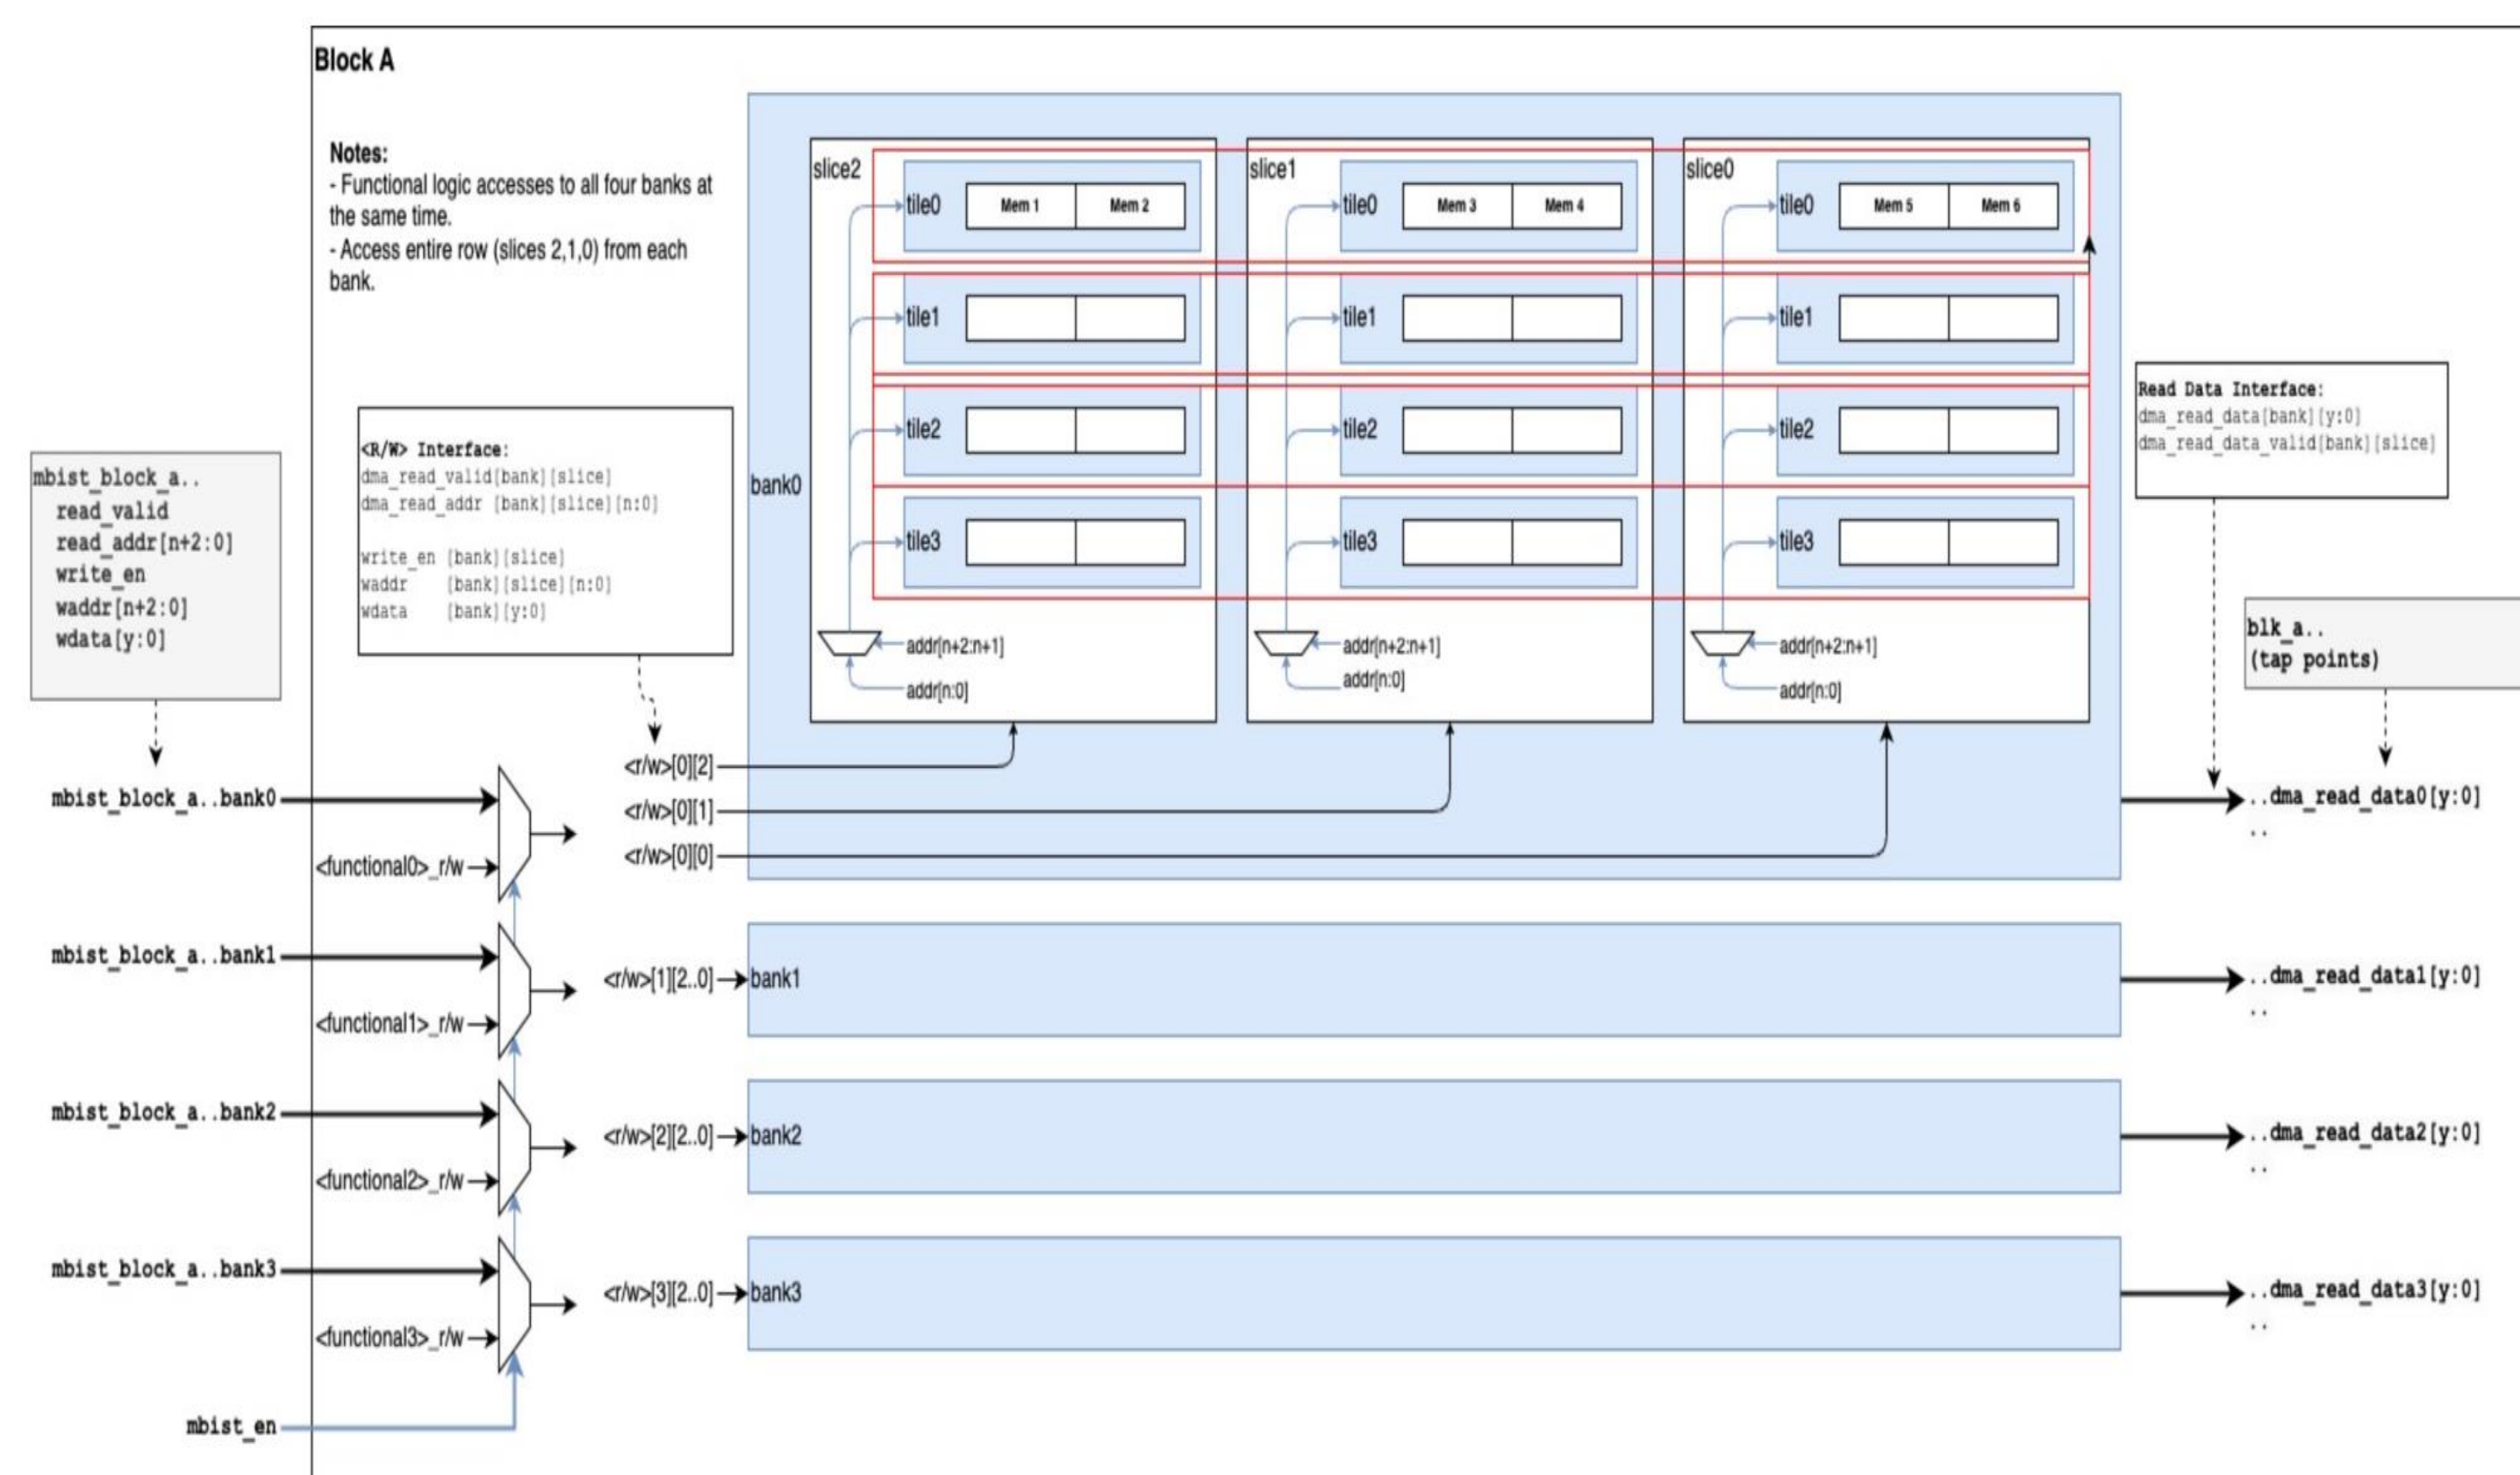 Block A
Notes:
- Functional logic accesses to all four banks at
the same time.
- Access entire row (slices 2,1,0) from each
bank.
mbist_block_a..
read_valid
read_addr[n+2:0]
write_en
waddr[n+2:0]
wdata[y:0]
<R/W> Interface:
dma_read_valid[bank][slice]
dma_read_addr [bank][slice][n:0]
write_en [bank][slice]
waddr [bank][slice][n:0]
wdata [bank][y:0]
bank0
slice2
tile0 Mem 1 Mem 2
tile1
tile2
tile3
addr[n+2:n+1]
addr[n:0]
slice1
tile0 Mem 3 Mem 4
tile1
tile2
tile3
addr[n+2:n+1]
addr[n:0]
slice0
tile0 Mem 5 Mem 6
tile1
tile2
tile3
addr[n+2:n+1]
addr[n:0]
Read Data Interface:
dma_read_data[bank][y:0]
dma_read_data_valid[bank][slice]
blk_a..
(tap points)
<r/w>[0][2]
<r/w>[0][1]
<r/w>[0][0]
mbist_block_a..bank0
<functional0>_r/w
..dma_read_data0[y:0]
..
mbist_block_a..bank1
<functional1>_r/w
<r/w>[1][2..0]
bank1
..dma_read_data1[y:0]
..
mbist_block_a..bank2
<functional2>_r/w
<r/w>[2][2..0]
bank2
..dma_read_data2[y:0]
..
mbist_block_a..bank3
<functional3>_r/w
<r/w>[3][2..0]
bank3
..dma_read_data3[y:0]
..
mbist_en